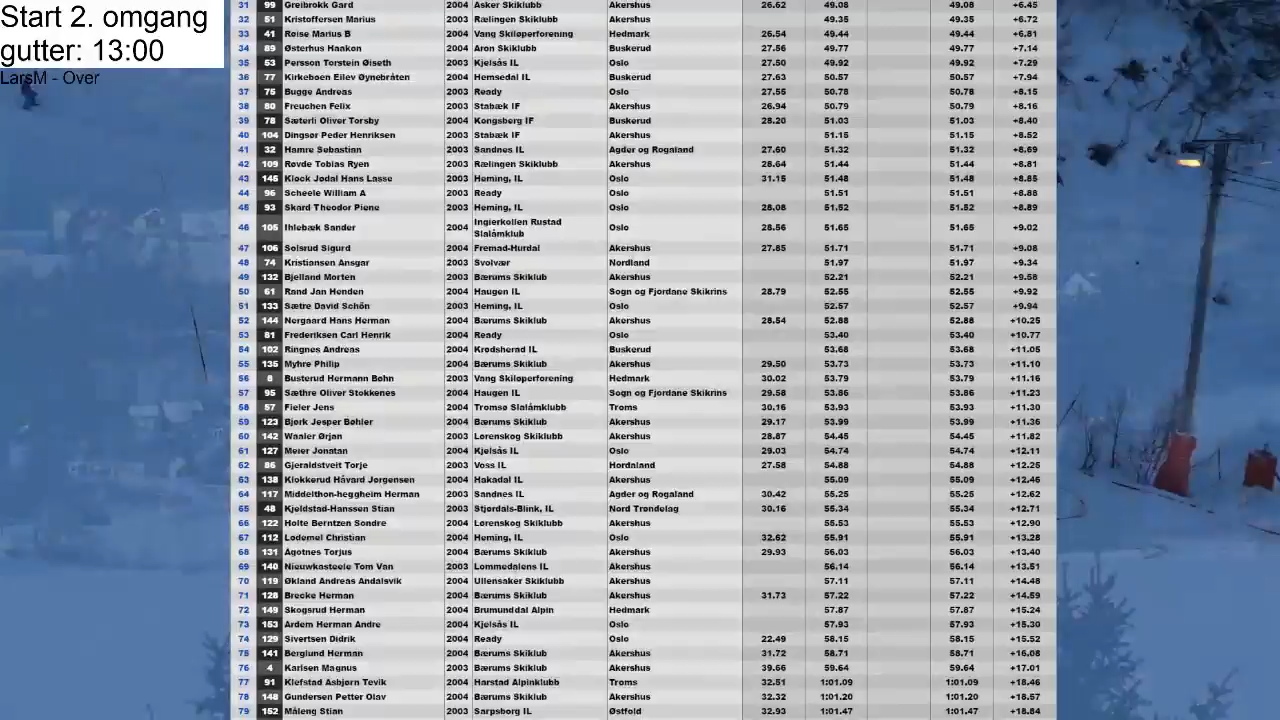 Start 2. omgang
gutter: 13:00
LarsM - Over
31 99 Greibrokk Gard 2004 Asker Skiklubb Akershus 26.62 49.08 49.08 +6.45
32 51 Kristoffersen Marius 2003 Rælingen Skiklubb Akershus 49.35 49.35 +6.72
33 41 Røise Marius B 2004 Vang Skiløperforening Hedmark 26.54 49.44 49.44 +6.81
34 89 Østerhus Haakon 2004 Aron Skiklubb Buskerud 27.56 49.77 49.77 +7.14
35 53 Persson Torstein Øiseth 2003 Kjelsås IL Oslo 27.50 49.92 49.92 +7.29
36 77 Kirkebøen Eilev Øynebråten 2004 Hemsedal IL Buskerud 27.63 50.57 50.57 +7.94
37 75 Bugge Andreas 2003 Ready Oslo 27.55 50.78 50.78 +8.15
38 80 Freuchen Felix 2003 Stabæk IF Akershus 26.94 50.79 50.79 +8.16
39 78 Sæterli Oliver Torsby 2004 Kongsberg IF Buskerud 28.20 51.03 51.03 +8.40
40 104 Dingsør Peder Henriksen 2003 Stabæk IF Akershus 51.15 51.15 +8.52
41 32 Hamre Sebastian 2003 Sandnes IL Agder og Rogaland 27.60 51.32 51.32 +8.69
42 109 Røvde Tobias Ryen 2003 Rælingen Skiklubb Akershus 28.64 51.44 51.44 +8.81
43 145 Kløck Jødal Hans Lasse 2003 Heming, IL Oslo 31.15 51.48 51.48 +8.85
44 96 Scheele William A 2003 Ready Oslo 51.51 51.51 +8.88
45 93 Skard Theodor Piene 2003 Heming, IL Oslo 28.08 51.52 51.52 +8.89
46 105 Ihlebæk Sander 2004 Ingierkollen Rustad Slalåmklub Oslo 28.56 51.65 51.65 +9.02
47 106 Solsrud Sigurd 2004 Fremad-Hurdal Akershus 27.85 51.71 51.71 +9.08
48 74 Kristiansen Ansgar 2003 Svolvær Nordland 51.97 51.97 +9.34
49 132 Bjelland Morten 2003 Bærums Skiklub Akershus 52.21 52.21 +9.58
50 61 Rand Jan Henden 2004 Haugen IL Sogn og Fjordane Skikrins 28.79 52.55 52.55 +9.92
51 133 Sætre David Schön 2003 Heming, IL Oslo 52.57 52.57 +9.94
52 144 Nergaard Hans Herman 2004 Bærums Skiklub Akershus 28.54 52.88 52.88 +10.25
53 81 Frederiksen Carl Henrik 2004 Ready Oslo 53.40 53.40 +10.77
54 102 Ringnes Andreas 2004 Krødsherad IL Buskerud 53.68 53.68 +11.05
55 135 Myhre Philip 2004 Bærums Skiklub Akershus 29.50 53.73 53.73 +11.10
56 8 Busterud Hermann Bøhn 2003 Vang Skiløperforening Hedmark 30.02 53.79 53.79 +11.16
57 95 Sæthre Oliver Stokkenes 2004 Haugen IL Sogn og Fjordane Skikrins 29.58 53.86 53.86 +11.23
58 57 Fieler Jens 2004 Tromsø Slalåmklubb Troms 30.16 53.93 53.93 +11.30
59 123 Bjørk Jesper Bøhler 2004 Bærums Skiklub Akershus 29.17 53.99 53.99 +11.36
60 142 Waaler Ørjan 2003 Lørenskog Skiklubb Akershus 28.87 54.45 54.45 +11.82
61 127 Meier Jonatan 2004 Kjelsås IL Oslo 29.03 54.74 54.74 +12.11
62 86 Gjeraldstveit Torje 2003 Voss IL Hordaland 27.58 54.88 54.88 +12.25
63 138 Klokkerud Håvard Jørgensen 2004 Hakadal IL Akershus 55.09 55.09 +12.46
64 117 Middelthon-heggheim Herman 2003 Sandnes IL Agder og Rogaland 30.42 55.25 55.25 +12.62
65 48 Kjeldstad-Hanssen Stian 2003 Stjørdals-Blink, IL Nord Trøndelag 30.16 55.34 55.34 +12.71
66 122 Holte Berntzen Sondre 2004 Lørenskog Skiklubb Akershus 55.53 55.53 +12.90
67 112 Lødemel Christian 2004 Heming, IL Oslo 32.62 55.91 55.91 +13.28
68 131 Ågotnes Torjus 2004 Bærums Skiklub Akershus 29.93 56.03 56.03 +13.40
69 140 Nieuwkasteele Tom Van 2003 Lommedalens IL Akershus 56.14 56.14 +13.51
70 119 Økland Andreas Andalsvik 2004 Ullensaker Skiklubb Akershus 57.11 57.11 +14.48
71 128 Brecke Herman 2004 Bærums Skiklub Akershus 31.73 57.22 57.22 +14.59
72 149 Skogsrud Herman 2004 Brumunddal Alpin Hedmark 57.87 57.87 +15.24
73 153 Ardem Herman Andre 2004 Kjelsås IL Oslo 57.93 57.93 +15.30
74 129 Sivertsen Didrik 2004 Ready Oslo 22.49 58.15 58.15 +15.52
75 141 Berglund Herman 2004 Bærums Skiklub Akershus 31.72 58.71 58.71 +16.08
76 4 Karlsen Magnus 2003 Bærums Skiklub Akershus 39.66 59.64 59.64 +17.01
77 91 Klefstad Asbjørn Tevik 2004 Harstad Alpinklubb Troms 32.51 1:01.09 1:01.09 +18.46
78 148 Gundersen Petter Olav 2004 Bærums Skiklub Akershus 32.32 1:01.20 1:01.20 +18.57
79 152 Måleng Stian 2003 Sarpsborg IL Østfold 32.93 1:01.47 1:01.47 +18.84